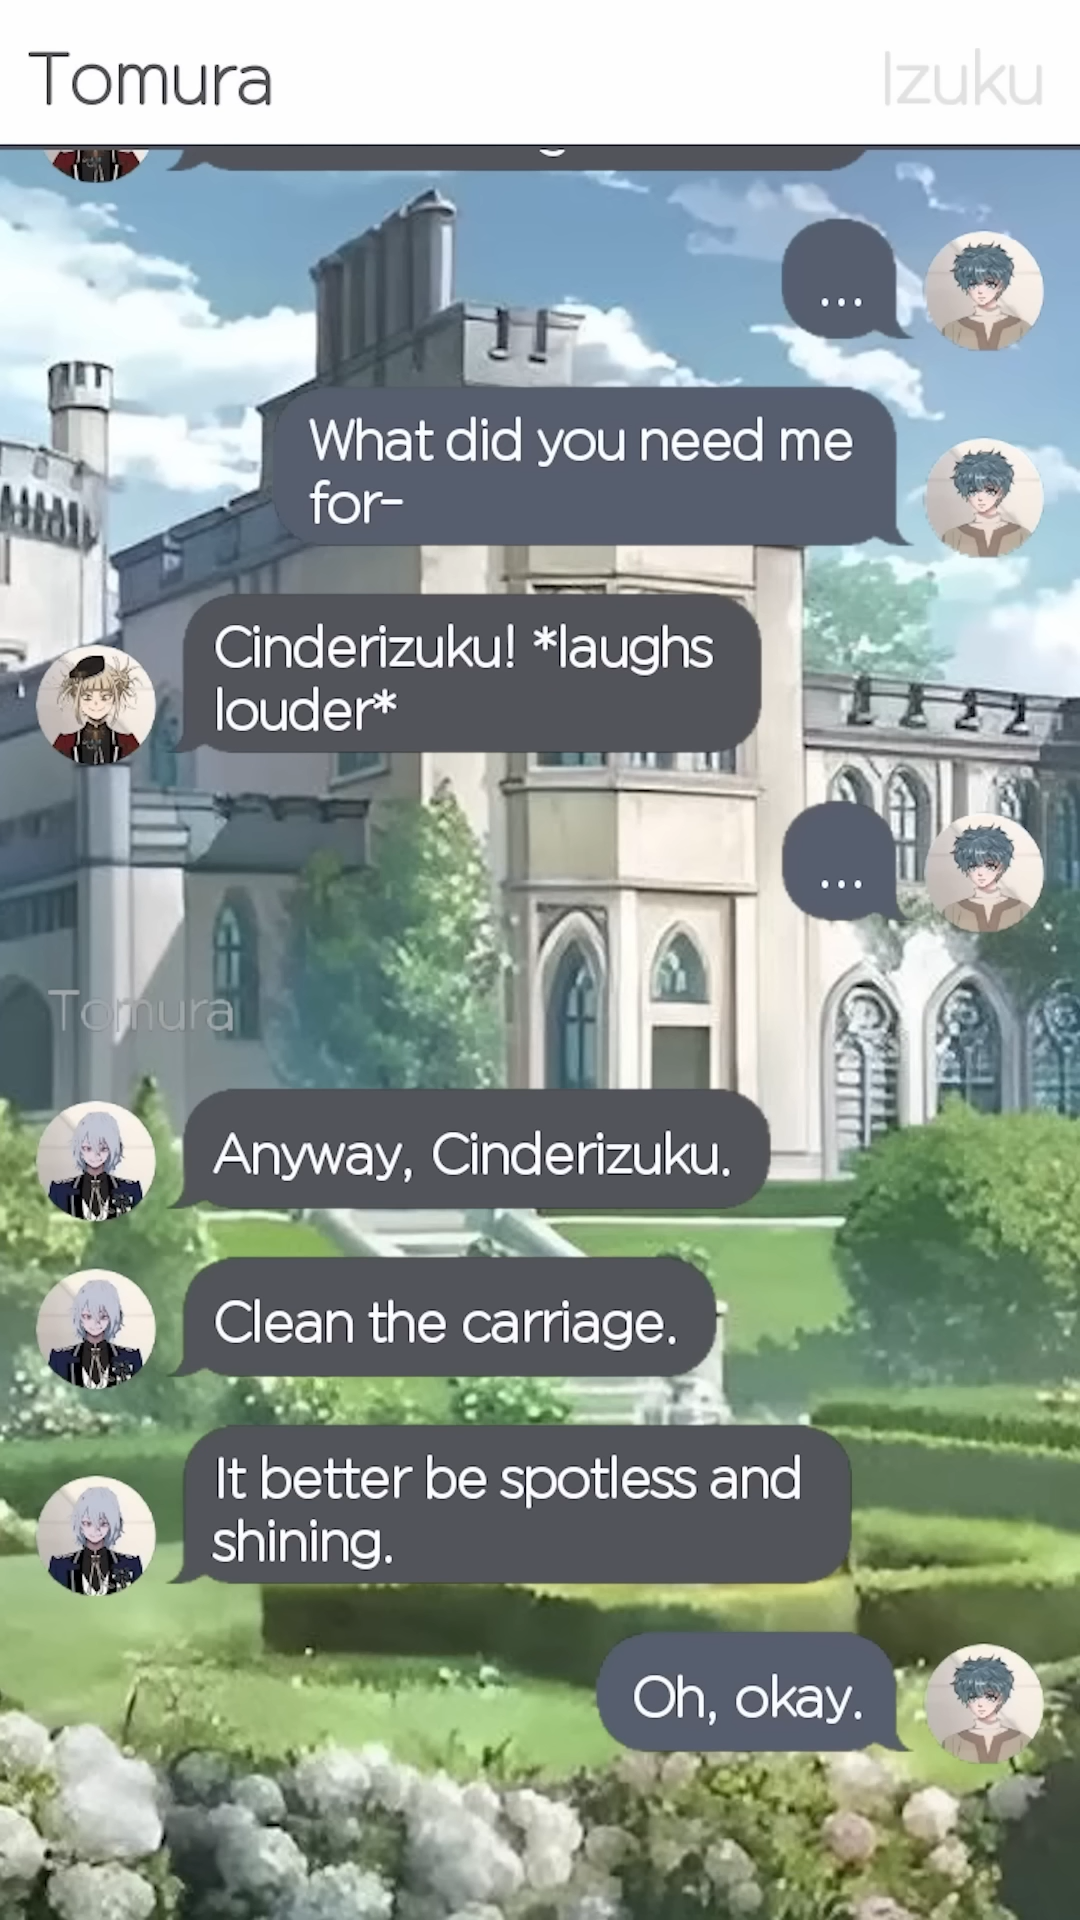 Tomura
Izuku
...
What did you need me
for-
Cinderizuku! *laughs
louder*
...
Tomura
Anyway, Cinderizuku.
Clean the carriage.
It better be spotless and
shining.
Oh, okay.